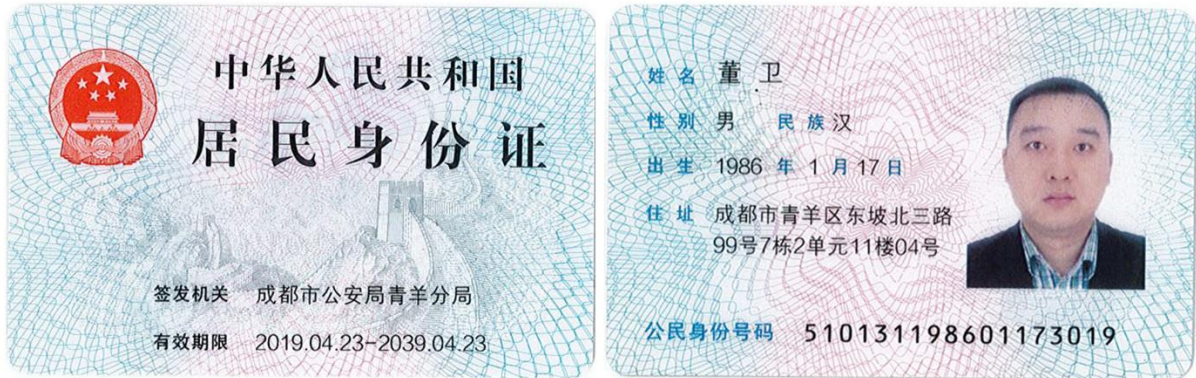 中华人民共和国
居民身份证
签发机关 成都市公安局青羊分局
有效期限 2019.04.23-2039.04.23
姓名 董卫
性别 男 民族 汉
出生 1986 年 1 月 17 日
住址 成都市青羊区东坡北三路
99号7栋2单元11楼04号
公民身份号码 510131198601173019